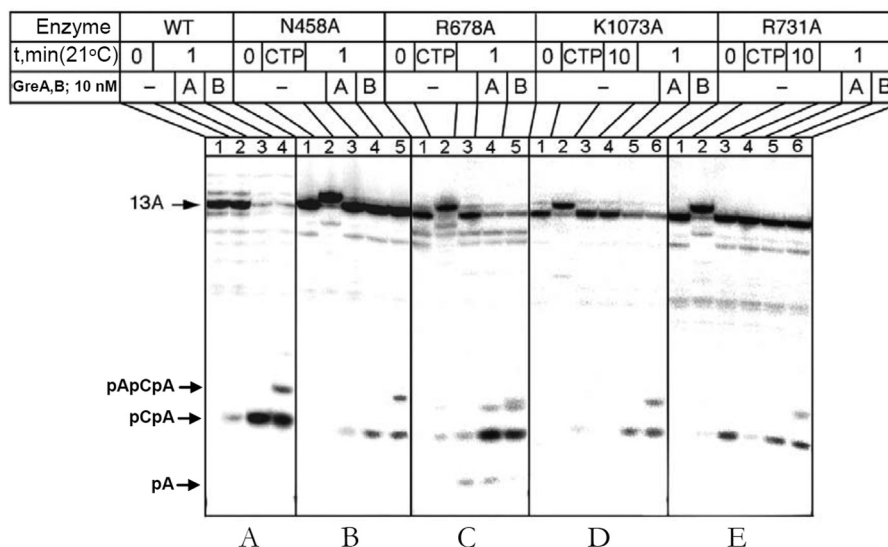 Enzyme WT N458A R678A K1073A R731A
t,min(21°C) 0 1 0 CTP 1 0 CTP 1 0 CTP 10 1 0 CTP 10 1
GreA,B; 10 nM – A B – A B – A B – A B – A B
1 2 3 4 1 2 3 4 5 1 2 3 4 5 1 2 3 4 5 6 1 2 3 4 5 6
13A
pApCpA
pCpA
pA
A B C D E